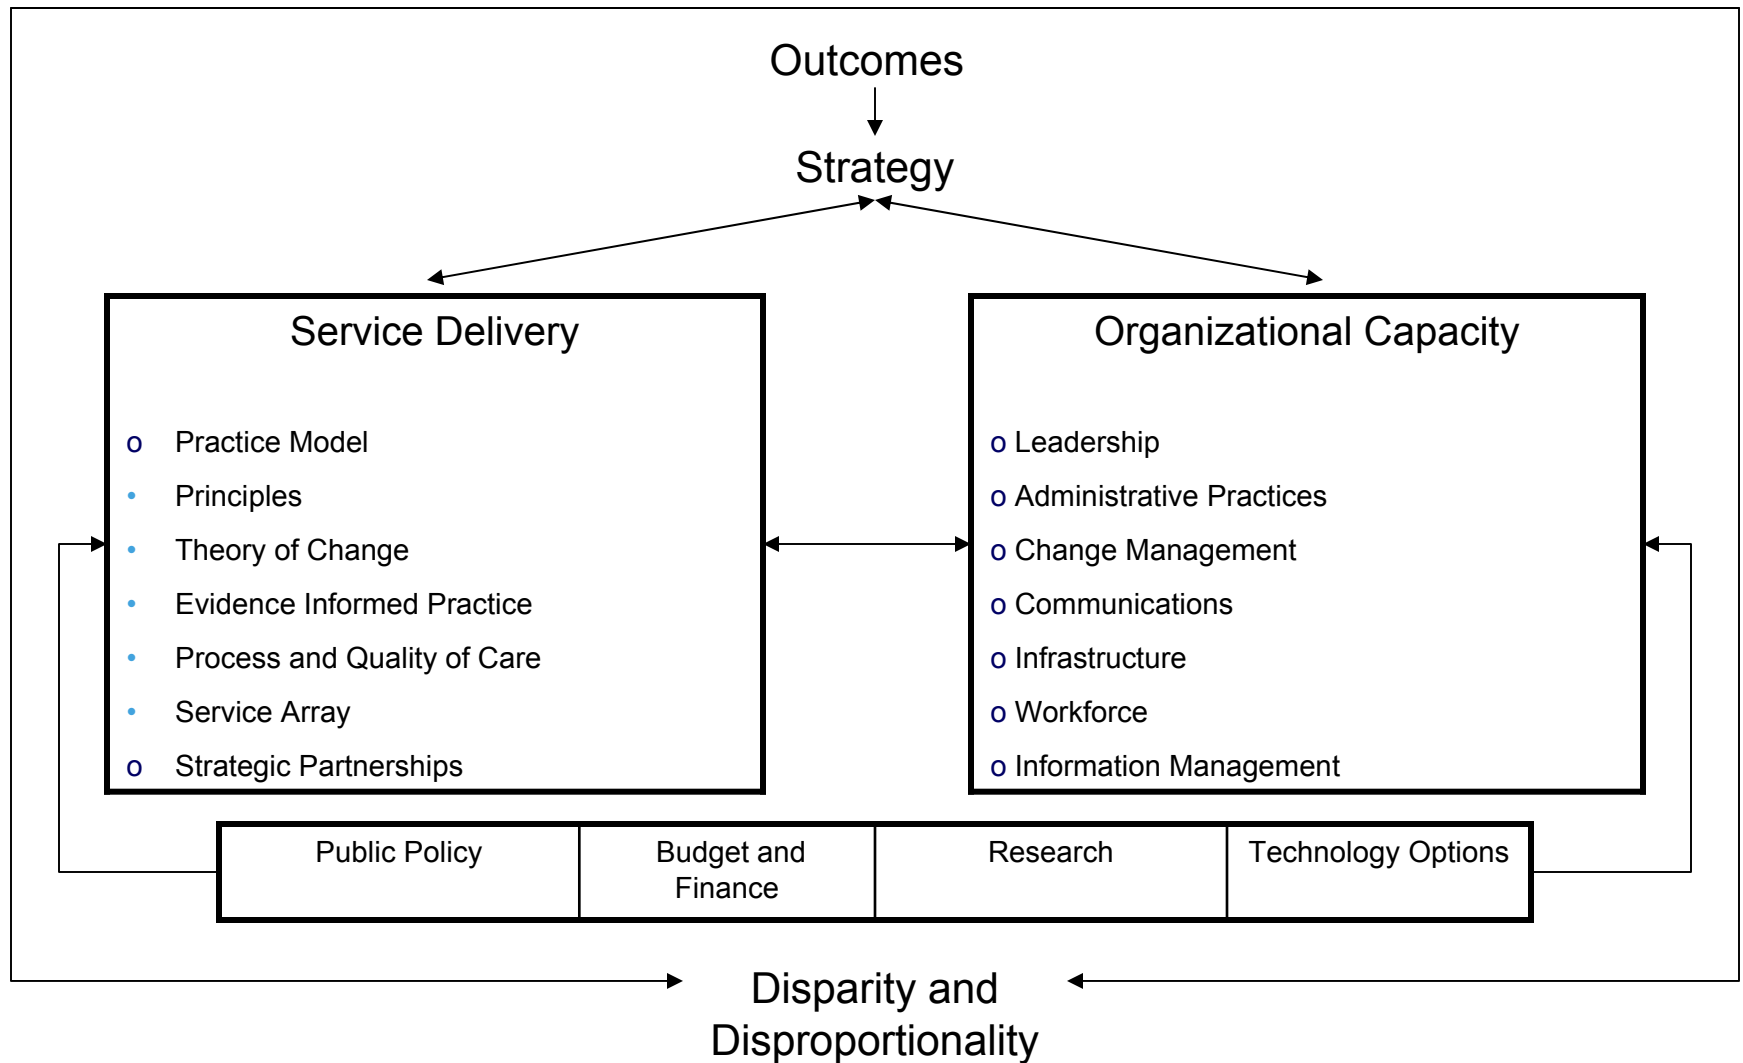 Outcomes
Strategy
Service Delivery
o Practice Model
• Principles
• Theory of Change
• Evidence Informed Practice
• Process and Quality of Care
• Service Array
o Strategic Partnerships
Organizational Capacity
o Leadership
o Administrative Practices
o Change Management
o Communications
o Infrastructure
o Workforce
o Information Management
Public Policy
Budget and
Finance
Research
Technology Options
Disparity and
Disproportionality